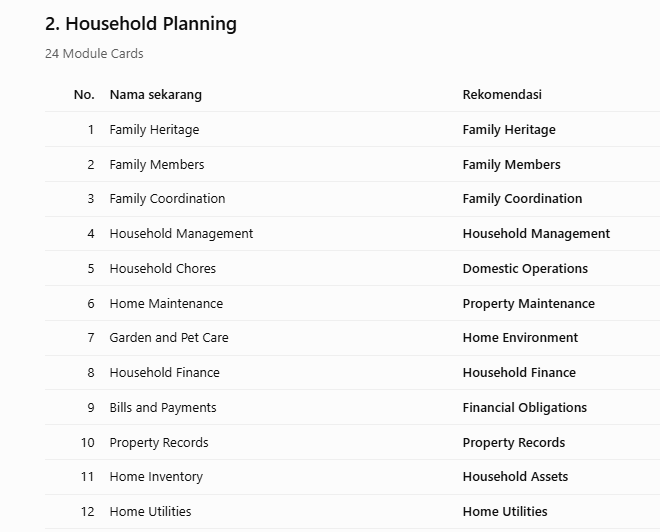 2. Household Planning
24 Module Cards
No. Nama sekarang Rekomendasi
1 Family Heritage Family Heritage
2 Family Members Family Members
3 Family Coordination Family Coordination
4 Household Management Household Management
5 Household Chores Domestic Operations
6 Home Maintenance Property Maintenance
7 Garden and Pet Care Home Environment
8 Household Finance Household Finance
9 Bills and Payments Financial Obligations
10 Property Records Property Records
11 Home Inventory Household Assets
12 Home Utilities Home Utilities